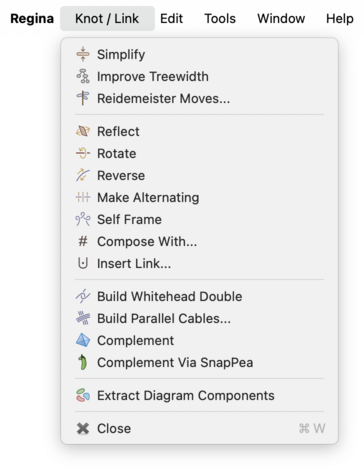 Regina Knot / Link Edit Tools Window Help
Simplify
Improve Treewidth
Reidemeister Moves...
Reflect
Rotate
Reverse
Make Alternating
Self Frame
# Compose With...
Insert Link...
Build Whitehead Double
Build Parallel Cables...
Complement
Complement Via SnapPea
Extract Diagram Components
Close ⌘ W